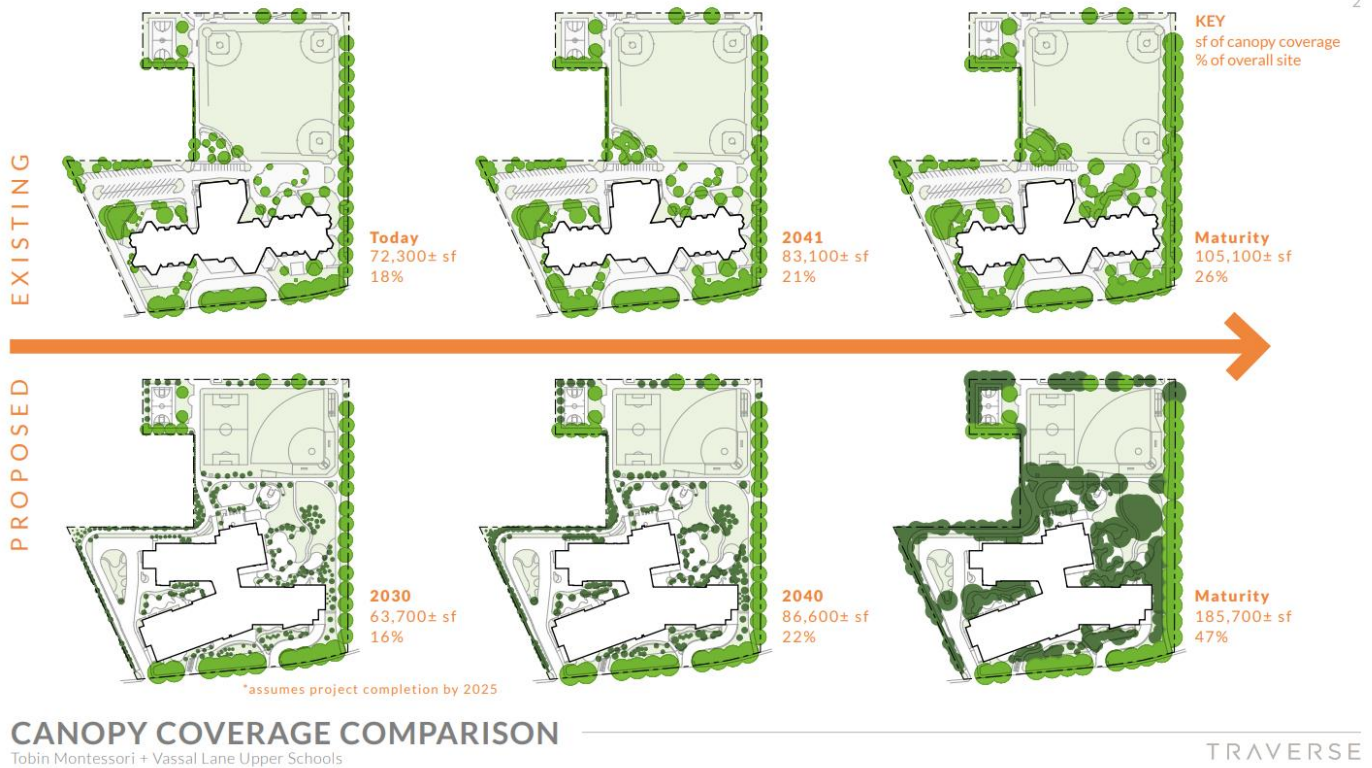 2
KEY
sf of canopy coverage
% of overall site
EXISTING
Today
72,300± sf
18%
2041
83,100± sf
21%
Maturity
105,100± sf
26%
PROPOSED
2030
63,700± sf
16%
2040
86,600± sf
22%
Maturity
185,700± sf
47%
*assumes project completion by 2025
CANOPY COVERAGE COMPARISON
Tobin Montessori + Vassal Lane Upper Schools
TRAVERSE